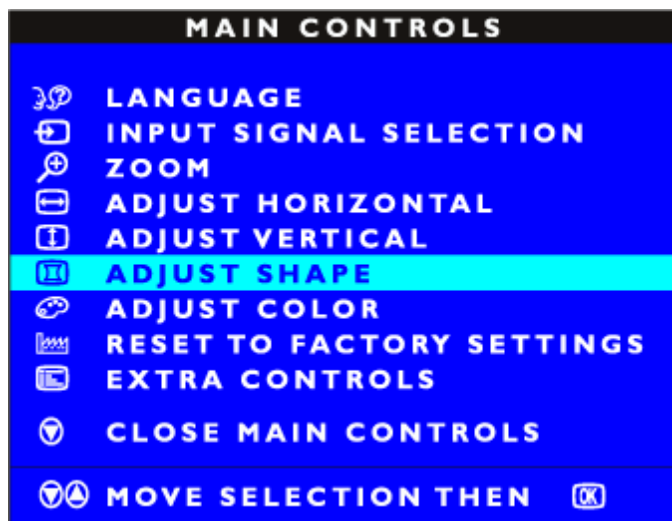 MAIN CONTROLS
LANGUAGE
INPUT SIGNAL SELECTION
ZOOM
ADJUST HORIZONTAL
ADJUST VERTICAL
ADJUST SHAPE
ADJUST COLOR
RESET TO FACTORY SETTINGS
EXTRA CONTROLS
CLOSE MAIN CONTROLS
MOVE SELECTION THEN OK